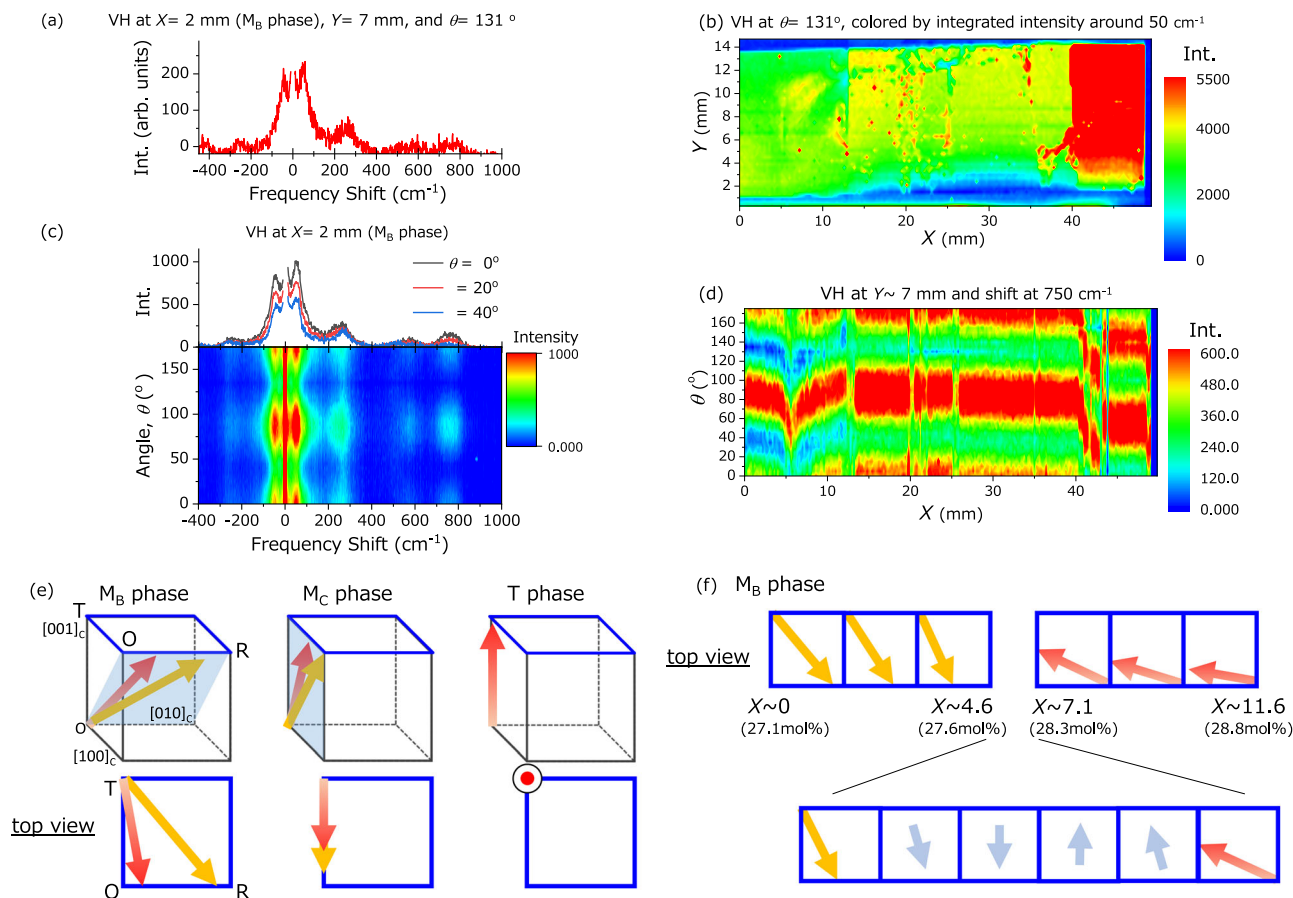 (a) VH at X= 2 mm (M_B phase), Y= 7 mm, and θ= 131 °
Int. (arb. units)
200
100
0
-400 -200 0 200 400 600 800 1000
Frequency Shift (cm⁻¹)
(b) VH at θ= 131°, colored by integrated intensity around 50 cm⁻¹
Y (mm)
14
12
10
8
6
4
2
0 10 20 30 40
X (mm)
Int.
5500
4000
2000
0
(c) VH at X= 2 mm (M_B phase)
Int.
1000
500
0
θ = 0°
= 20°
= 40°
Intensity
1000
0.000
Angle, θ (°)
150
100
50
0
-400 -200 0 200 400 600 800 1000
Frequency Shift (cm⁻¹)
(d) VH at Y~ 7 mm and shift at 750 cm⁻¹
θ (°)
160
140
120
100
80
60
40
20
0
0 10 20 30 40
X (mm)
Int.
600.0
480.0
360.0
240.0
120.0
0.000
(e) M_B phase M_C phase T phase
T
[001]_C
O
R
[010]_C
O
[100]_C
top view
T
O R
(f) M_B phase
top view
X~0 X~4.6 X~7.1 X~11.6
(27.1mol%) (27.6mol%) (28.3mol%) (28.8mol%)